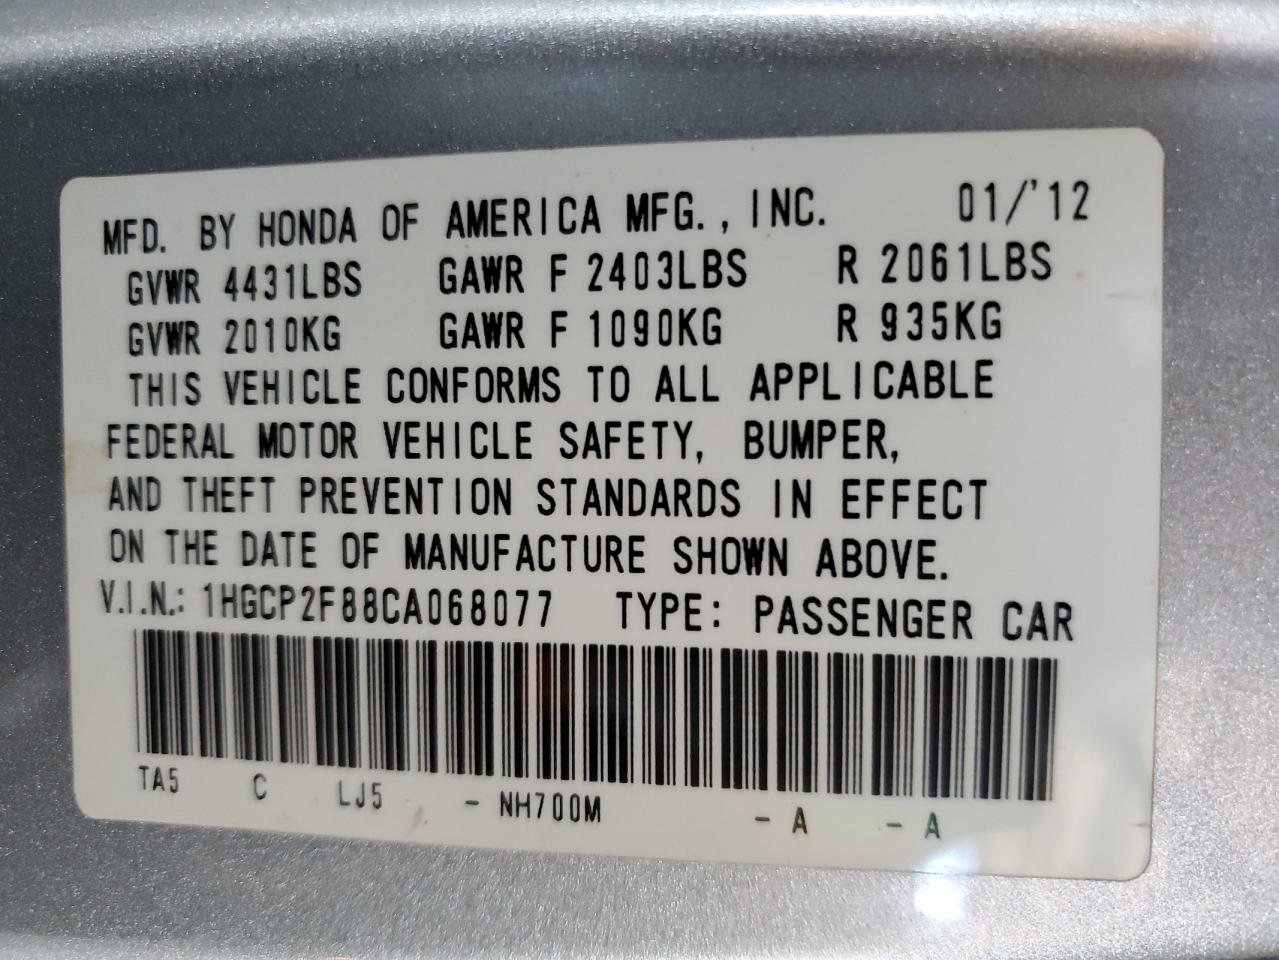 MFD. BY HONDA OF AMERICA MFG., INC. 01/'12
GVWR 4431LBS GAWR F 2403LBS R 2061LBS
GVWR 2010KG GAWR F 1090KG R 935KG
THIS VEHICLE CONFORMS TO ALL APPLICABLE
FEDERAL MOTOR VEHICLE SAFETY, BUMPER,
AND THEFT PREVENTION STANDARDS IN EFFECT
ON THE DATE OF MANUFACTURE SHOWN ABOVE.
V.I.N.: 1HGCP2F88CA068077 TYPE: PASSENGER CAR
TA5 C LJ5 - NH700M - A - A